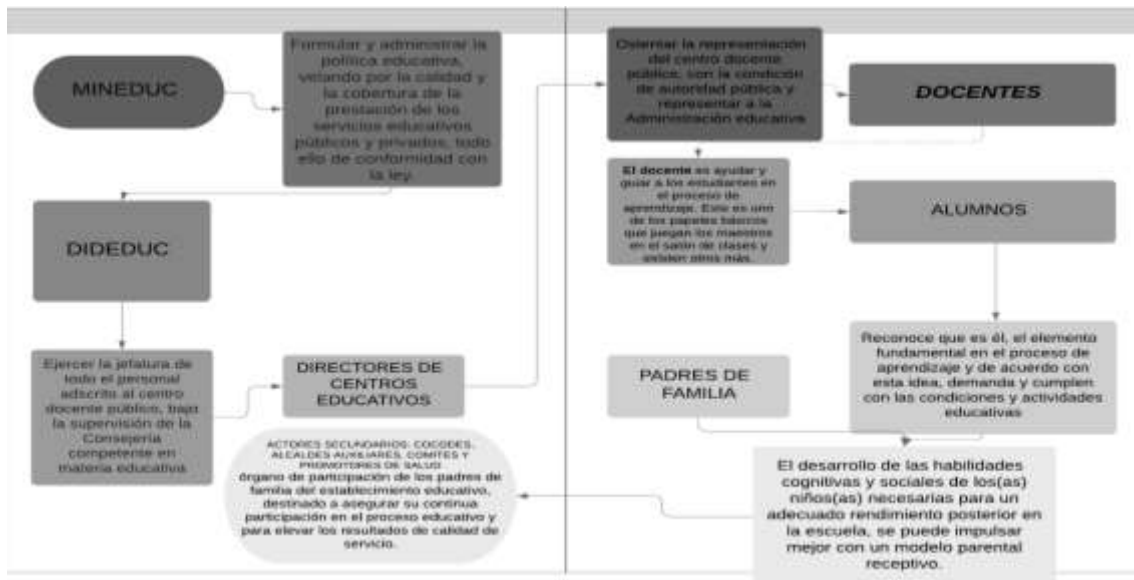 MINEDUC
Formular y administrar la
política educativa,
velando por la calidad y
la cobertura de la
prestación de los
servicios educativos
públicos y privados, todo
ello de conformidad con
la ley.
DIDEDUC
Ejercer la jefatura de
todo el personal
adscrito al centro
docente público, bajo
la supervisión de la
Consejería
competente en
materia educativa
DIRECTORES DE
CENTROS
EDUCATIVOS
ACTORES SECUNDARIOS: COCODES,
ALCALDES AUXILIARES, COMITES Y
PROMOTORES DE SALUD
órgano de participación de los padres de
familia del establecimiento educativo,
destinado a asegurar su continua
participación en el proceso educativo y
para elevar los resultados de calidad de
servicio.
Ostentar la representación
del centro docente
público, son la condición
de autoridad pública y
representar a la
Administración educativa
DOCENTES
El docente es ayudar y
guiar a los estudiantes en
el proceso de
aprendizaje. Este es uno
de los papeles básicos
que juegan los maestros
en el salón de clases y
existen otros más.
ALUMNOS
Reconoce que es él, el elemento
fundamental en el proceso de
aprendizaje y de acuerdo con
esta idea, demanda y cumplen
con las condiciones y actividades
educativas
PADRES DE
FAMILIA
El desarrollo de las habilidades
cognitivas y sociales de los(as)
niños(as) necesarias para un
adecuado rendimiento posterior en
la escuela, se puede impulsar
mejor con un modelo parental
receptivo.